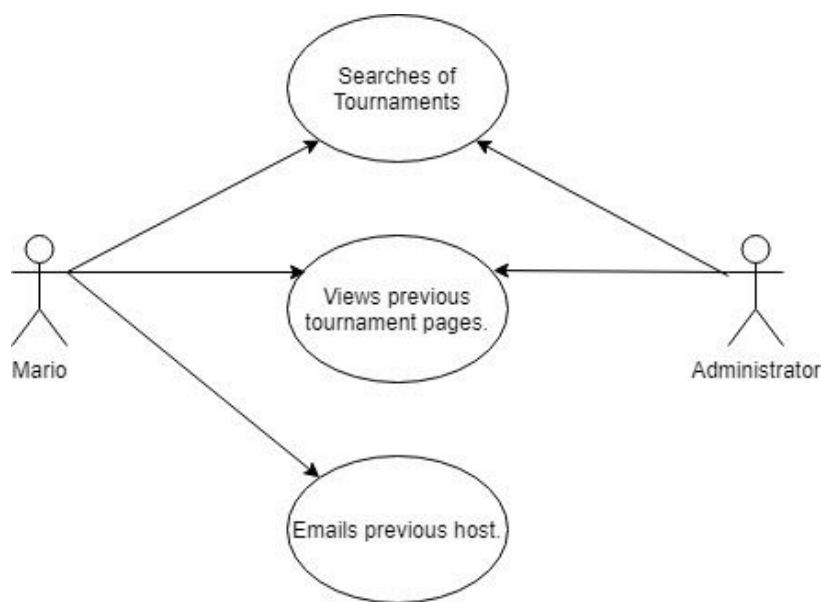 Searches of
Tournaments
Views previous
tournament pages.
Mario
Administrator
Emails previous host.